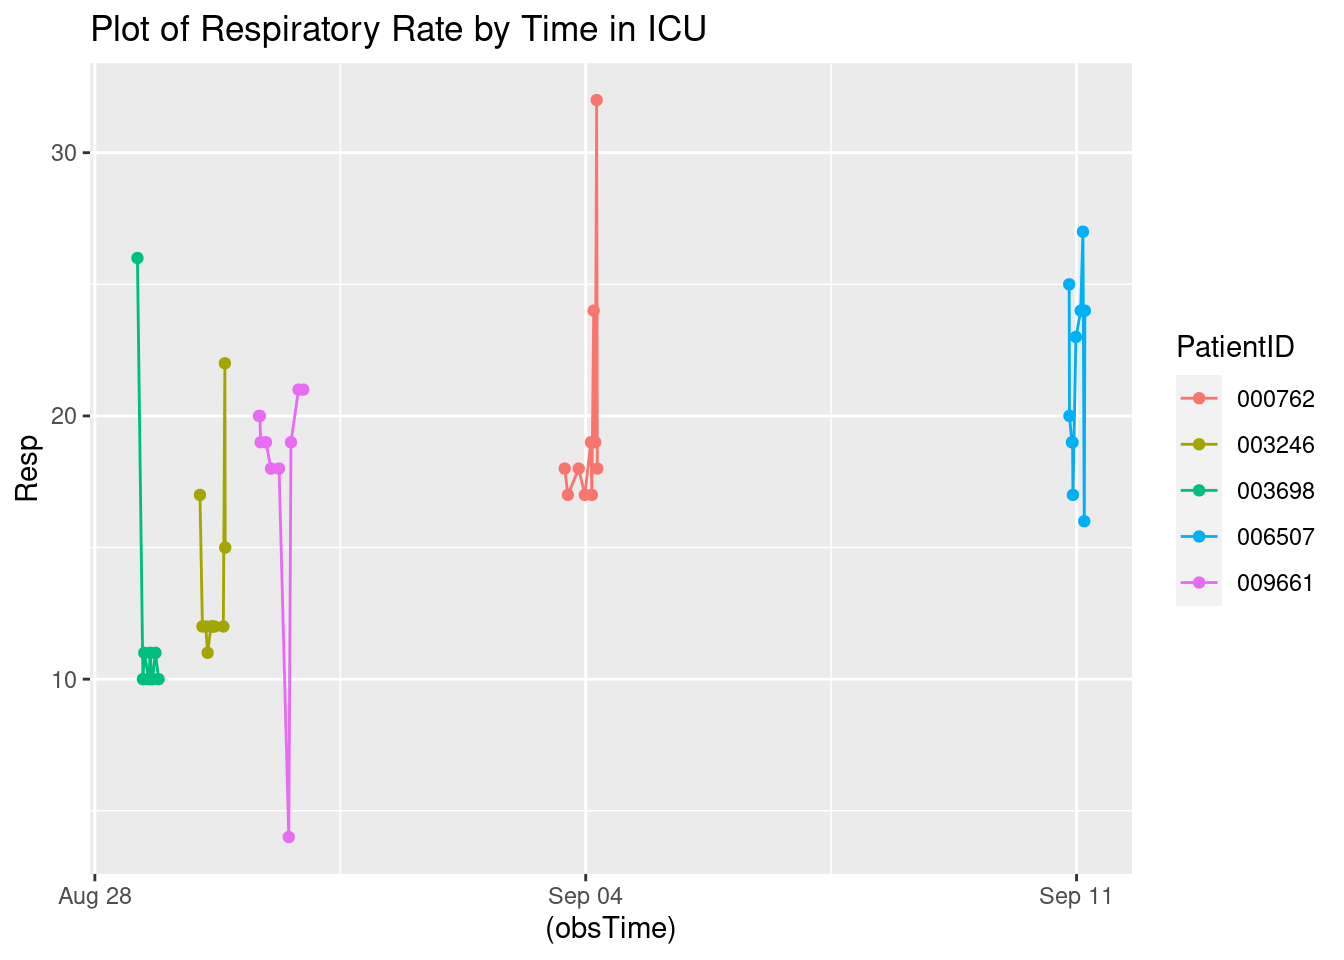 Plot of Respiratory Rate by Time in ICU
30
20
10
Resp
Aug 28
Sep 04
Sep 11
(obsTime)
PatientID
000762
003246
003698
006507
009661